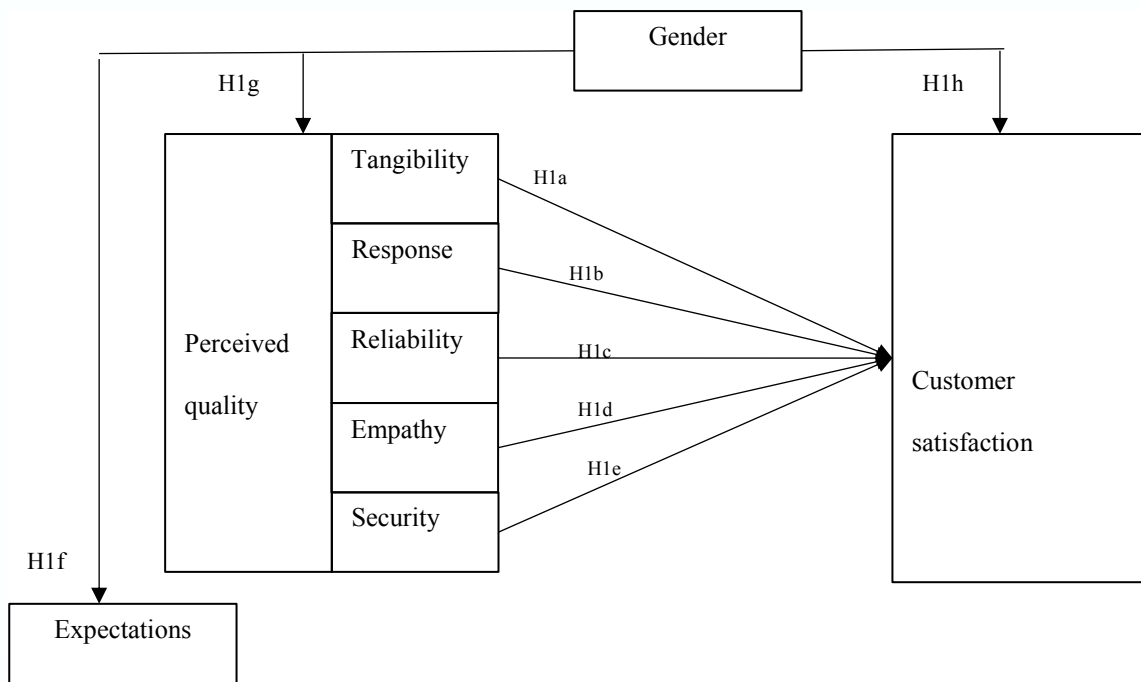 Gender
H1g
H1h
Tangibility
H1a
Response
H1b
Perceived
quality
Reliability
H1c
Customer
satisfaction
Empathy
H1d
H1e
Security
H1f
Expectations